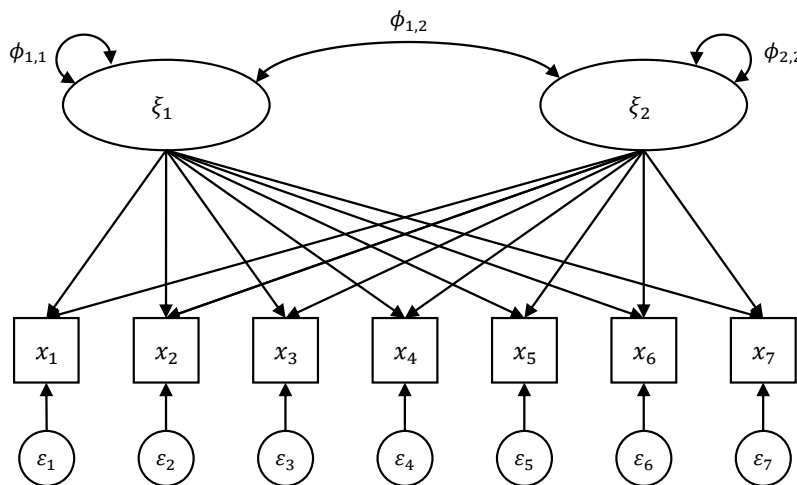 ϕ₁,₂
ϕ₁,₁
ϕ₂,₂
ξ₁
ξ₂
x₁ x₂ x₃ x₄ x₅ x₆ x₇
ε₁ ε₂ ε₃ ε₄ ε₅ ε₆ ε₇